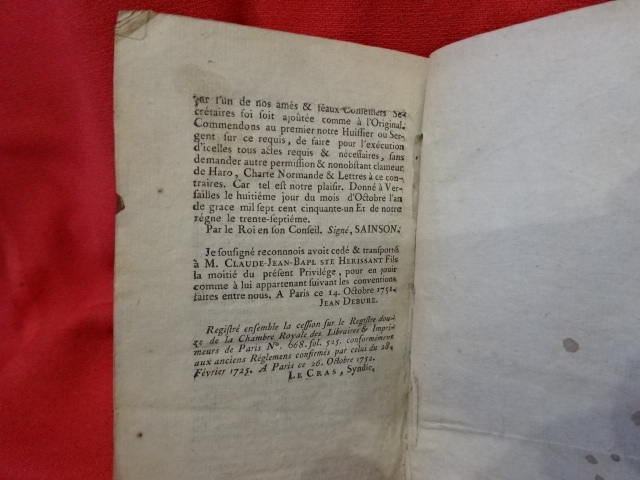 par l'un de nos amés & féaux Conseillers Se-
crétaires foi soit ajoûtée comme à l'Original.
Commendons au premier notre Huissier ou Ser-
gent sur ce requis, de faire pour l'exécution
d'icelles tous actes requis & nécessaires, sans
demander autre permission & nonobstant clameur
de Haro, Charte Normande & Lettres à ce con-
traires. Car tel est notre plaisir. Donné à Ver-
sailles le huitiéme jour du mois d'Octobre l'an
de grace mil sept cent cinquante-un Et de notre
régne le trente-septiéme.
Par le Roi en son Conseil. Signé, SAINSON.
Je sousigné reconnnois avoit cedé & transporté
à M. CLAUDE-JEAN-BAPL STE HERISSANT Fils
la moitié du présent Privilége, pour en jouir
comme à lui appartenant suivant les conventions
faites entre nous. A Paris ce 14. Octobre 1751.
JEAN DEBURE.
Registré ensemble la cession sur le Registre dou-
ze de la Chambre Royale des Libraires & Impri-
meurs de Paris N°. 668. fol. 525. conformément
aux anciens Réglemens confirmés par celui du 28.
Février 1725. A Paris ce 26. Octobre 1752.
LE GRAS, Syndic.